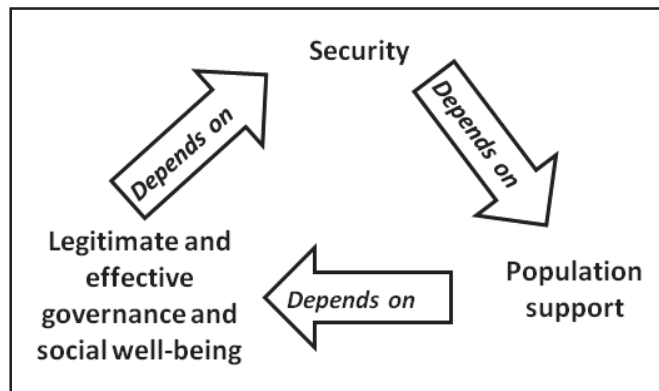 Security
Depends on
Depends on
Legitimate and
effective
governance and
social well-being
Depends on
Population
support